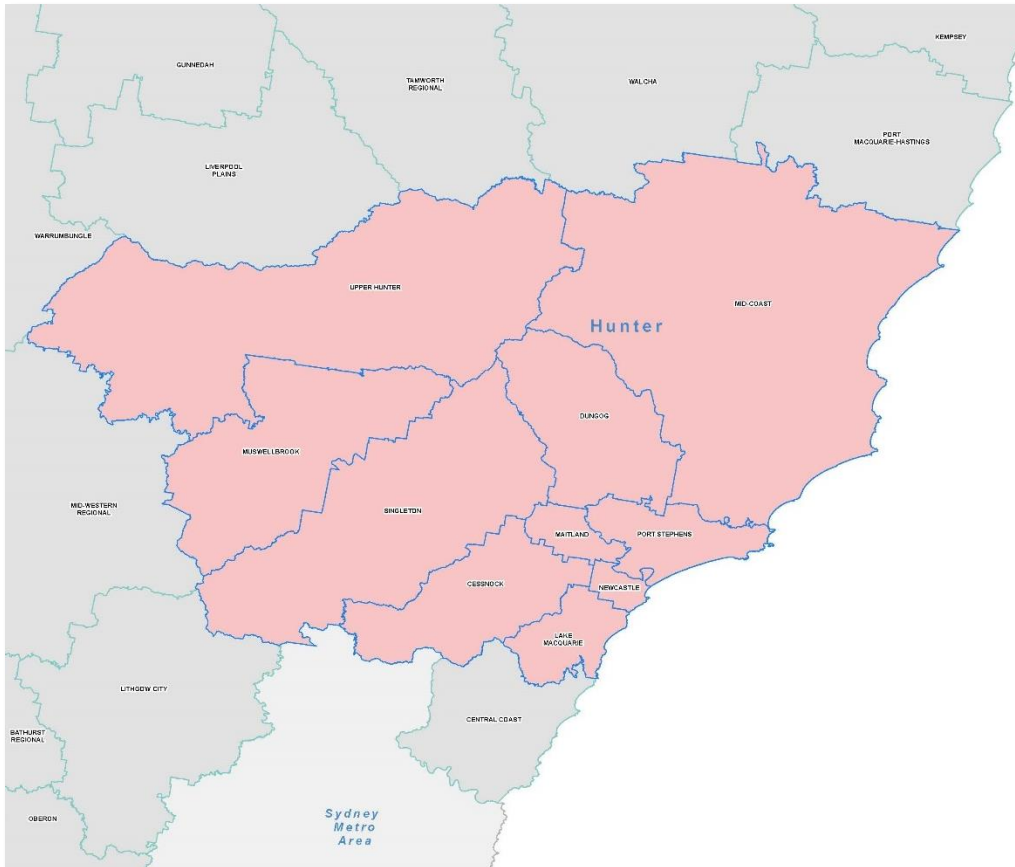 KEMPSEY
GUNNEDAH
TAMWORTH
REGIONAL
WALCHA
PORT
MACQUARIE-HASTINGS
LIVERPOOL
PLAINS
WARRUMBUNGLE
UPPER HUNTER
MID-COAST
Hunter
DUNGOG
MUSWELLBROOK
MID-WESTERN
REGIONAL
SINGLETON
MAITLAND
PORT STEPHENS
CESSNOCK
NEWCASTLE
LAKE
MACQUARIE
LITHGOW CITY
CENTRAL COAST
BATHURST
REGIONAL
OBERON
Sydney
Metro
Area